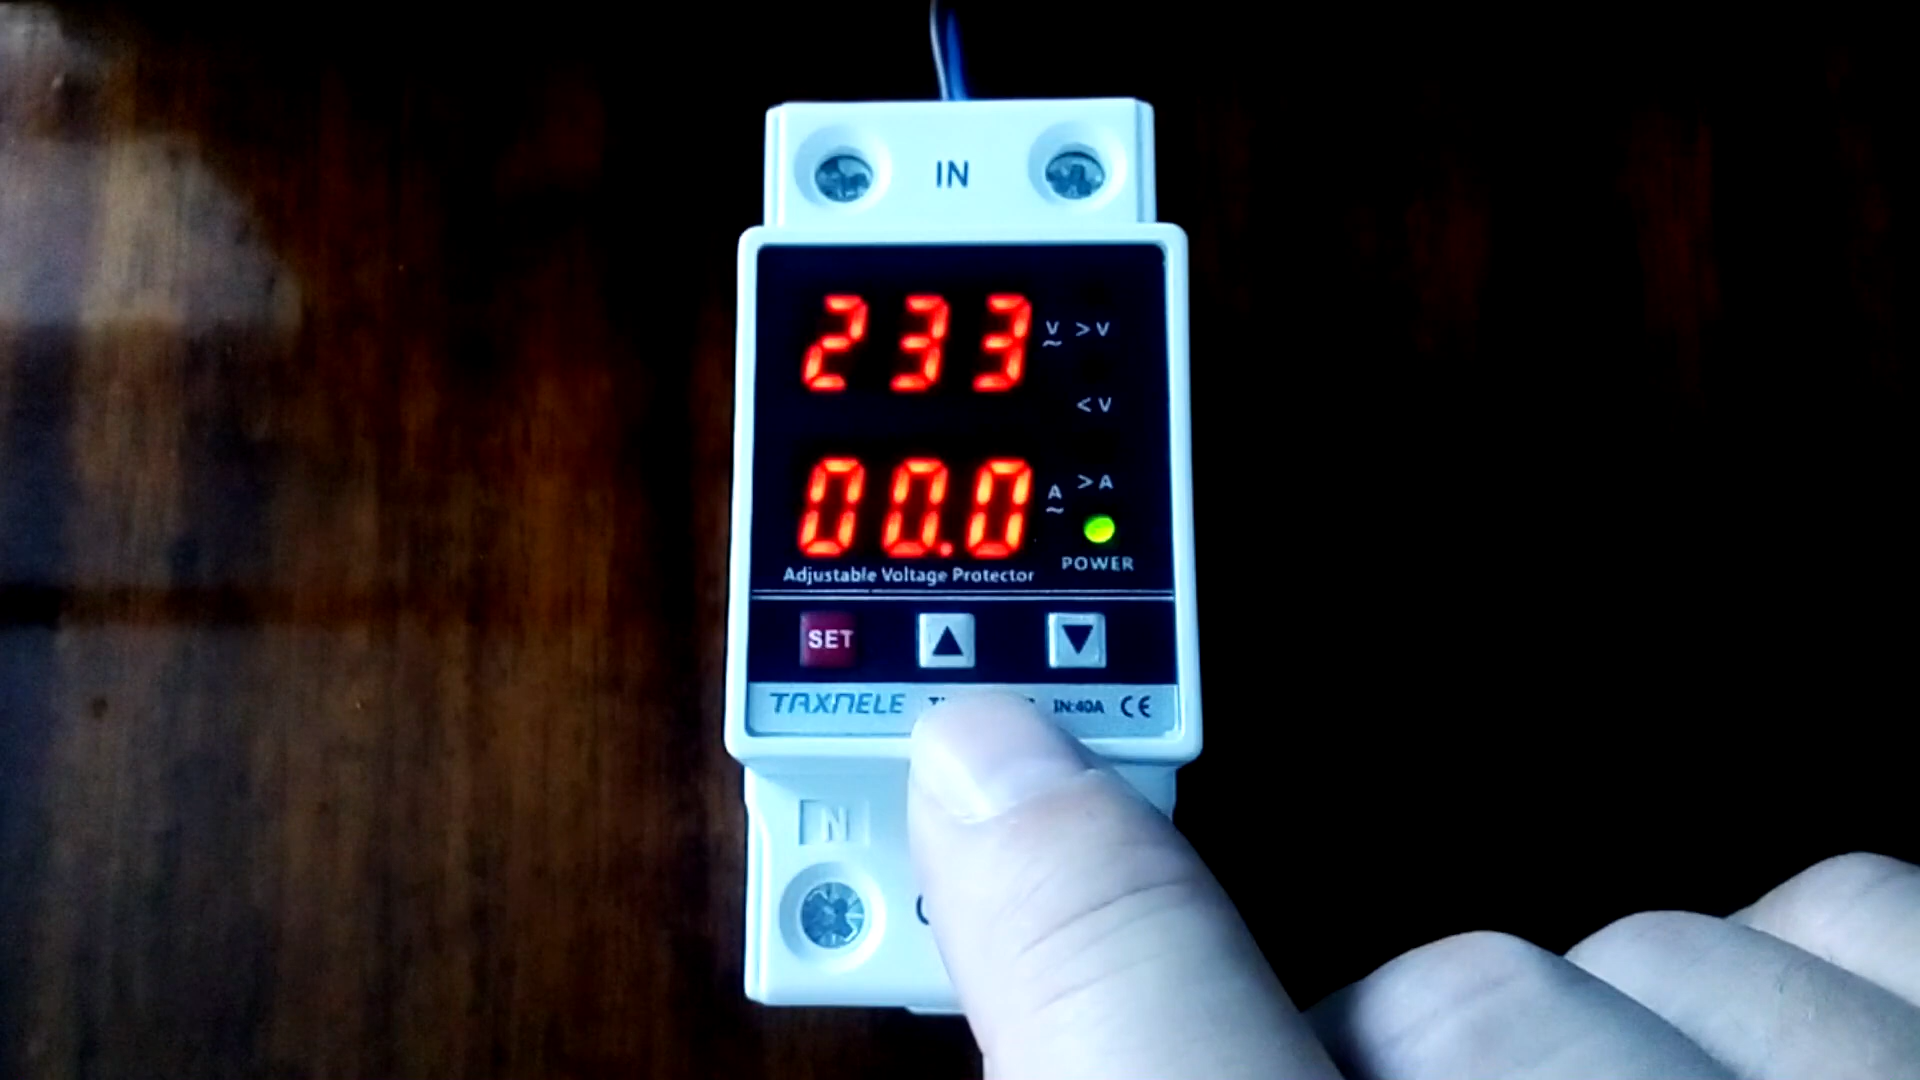 IN
233 V~ >V
<V
00.0 A~ >A
POWER
Adjustable Voltage Protector
SET ▲ ▼
TAXNELE IN:40A CE
N